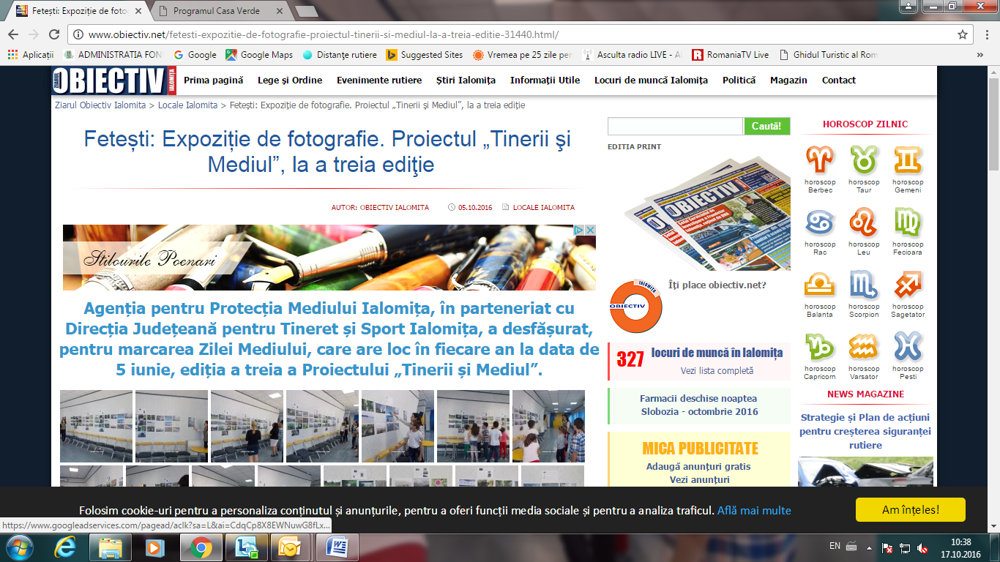 Fetești: Expoziție de foto
Programul Casa Verde
www.obiectiv.net/fetesti-expozitie-de-fotografie-proiectul-tinerii-si-mediul-la-a-treia-editie-31440.html/
Aplicații
ADMINISTRATIA FON
Google
Google Maps
Distanţe rutiere
Suggested Sites
Vremea pe 25 zile per
Asculta radio LIVE - A
RomaniaTV Live
Ghidul Turistic al Rom
»
ZIARUL OBIECTIV IALOMIŢA
Prima pagină
Lege şi Ordine
Evenimente rutiere
Ştiri Ialomiţa
Informaţii Utile
Locuri de muncă Ialomiţa
Politică
Magazin
Contact
Ziarul Obiectiv Ialomita > Locale Ialomita > Fetești: Expoziție de fotografie. Proiectul „Tinerii şi Mediul”, la a treia ediţie
Fetești: Expoziție de fotografie. Proiectul „Tinerii şi
Mediul”, la a treia ediţie
AUTOR: OBIECTIV IALOMITA
05.10.2016
LOCALE IALOMITA
Stilourile Poenari
Agenția pentru Protecția Mediului Ialomița, în parteneriat cu
Direcția Județeană pentru Tineret și Sport Ialomița, a desfășurat,
pentru marcarea Zilei Mediului, care are loc în fiecare an la data de
5 iunie, ediția a treia a Proiectului „Tinerii și Mediul”.
Caută!
EDITIA PRINT
OBIECTIV
Îți place obiectiv.net?
IALOMIŢA
OBIECTIV
327
locuri de muncă în Ialomița
Vezi lista completă
Farmacii deschise noaptea
Slobozia - octombrie 2016
MICA PUBLICITATE
Adaugă anunțuri gratis
Vezi anunțuri
HOROSCOP ZILNIC
horoscop Berbec
horoscop Taur
horoscop Gemeni
horoscop Rac
horoscop Leu
horoscop Fecioara
horoscop Balanta
horoscop Scorpion
horoscop Sagetator
horoscop Capricorn
horoscop Varsator
horoscop Pesti
NEWS MAGAZINE
Strategie și Plan de acțiuni
pentru creșterea siguranței
rutiere
Folosim cookie-uri pentru a personaliza conținutul și anunțurile, pentru a oferi funcții media sociale și pentru a analiza traficul. Află mai multe
Am înțeles!
https://www.googleadservices.com/pagead/aclk?sa=L&ai=CdqCp8X8EWNuwG8fLx...
EN
10:38
17.10.2016